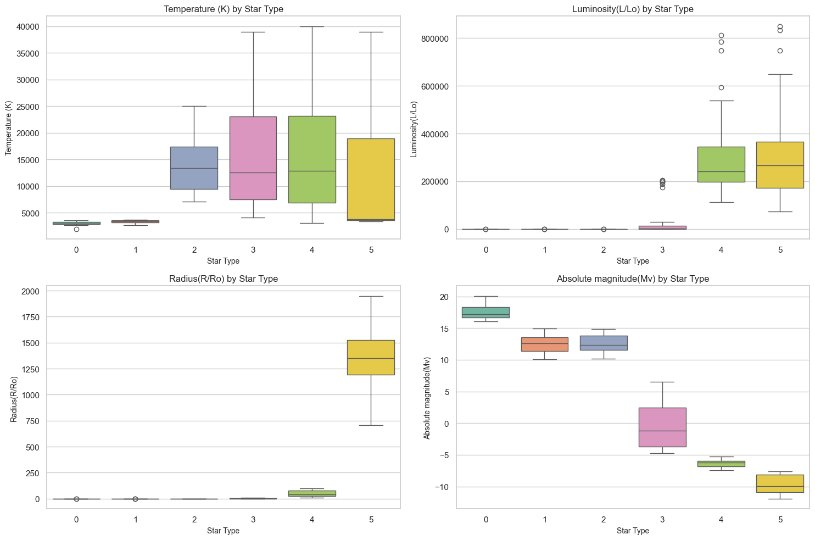 Temperature (K) by Star Type
40000
35000
30000
25000
20000
15000
10000
5000
Temperature (K)
0 1 2 3 4 5
Star Type
Luminosity(L/Lo) by Star Type
800000
600000
400000
200000
0
Luminosity(L/Lo)
0 1 2 3 4 5
Star Type
Radius(R/Ro) by Star Type
2000
1750
1500
1250
1000
750
500
250
0
Radius(R/Ro)
0 1 2 3 4 5
Star Type
Absolute magnitude(Mv) by Star Type
20
15
10
5
0
−5
−10
Absolute magnitude(Mv)
0 1 2 3 4 5
Star Type